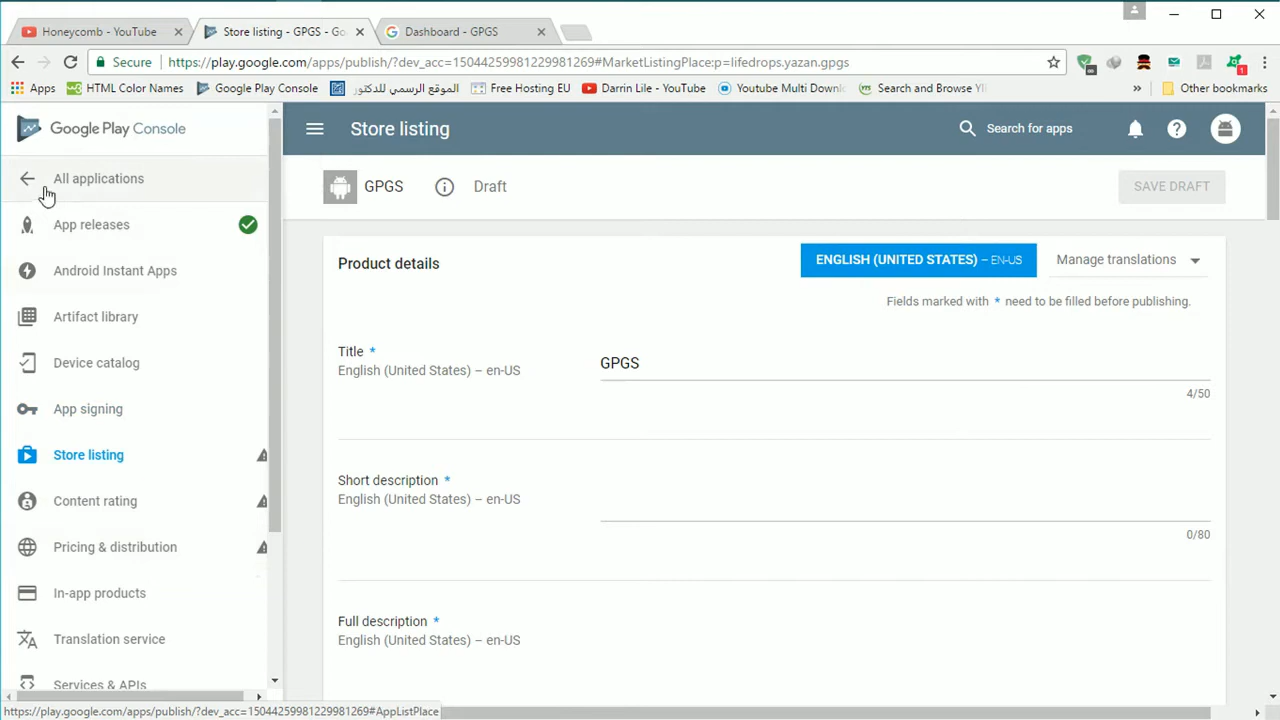 Honeycomb - YouTube
Store listing - GPGS - Go
Dashboard - GPGS
Secure
https://play.google.com/apps/publish/?dev_acc=15044259981229981269#MarketListingPlace:p=lifedrops.yazan.gpgs
1
Apps
HTML Color Names
Google Play Console
الموقع الرسمي للدكتور
Free Hosting EU
Darrin Lile - YouTube
Youtube Multi Downl
Search and Browse YI
»
Other bookmarks
Google Play Console
Store listing
Search for apps
All applications
GPGS
Draft
SAVE DRAFT
App releases
Android Instant Apps
Artifact library
Device catalog
App signing
Store listing
Content rating
Pricing & distribution
In-app products
Translation service
Services & APIs
Product details
ENGLISH (UNITED STATES) – EN-US
Manage translations
Fields marked with * need to be filled before publishing.
Title *
English (United States) – en-US
GPGS
4/50
Short description *
English (United States) – en-US
0/80
Full description *
English (United States) – en-US
https://play.google.com/apps/publish/?dev_acc=15044259981229981269#AppListPlace